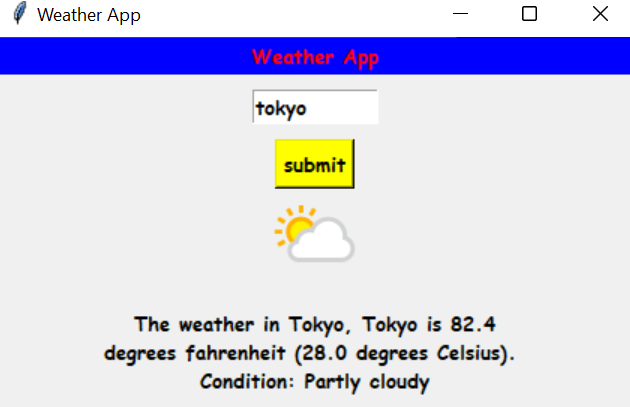 Weather App
Weather App
tokyo
submit
The weather in Tokyo, Tokyo is 82.4
degrees fahrenheit (28.0 degrees Celsius).
Condition: Partly cloudy